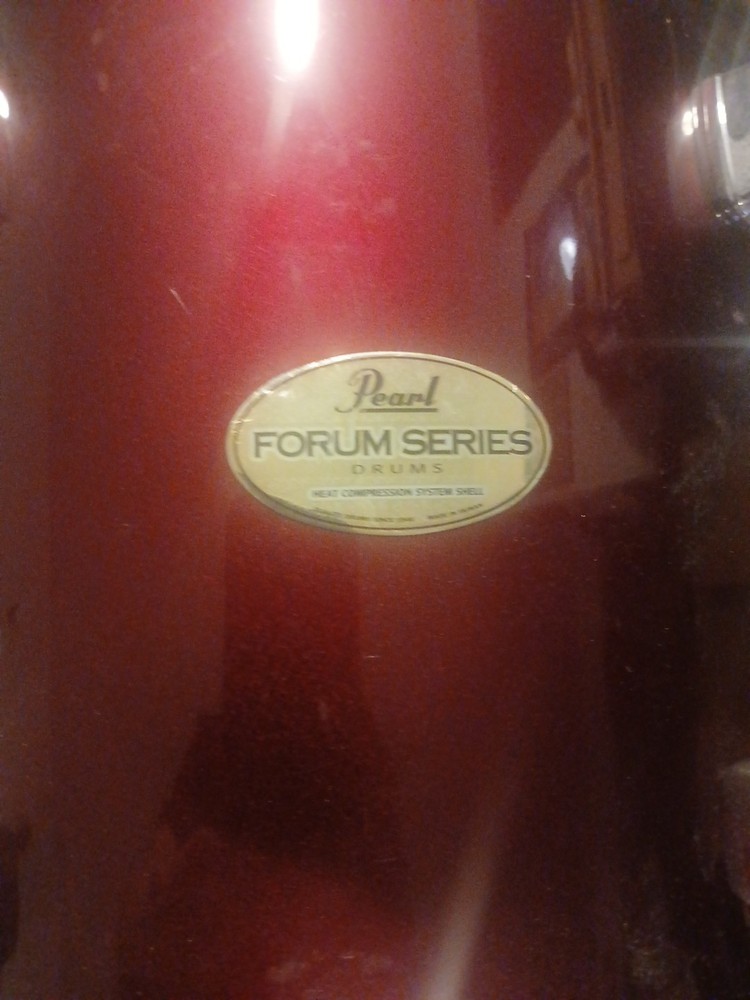 Pearl
FORUM SERIES
DRUMS
HEAT COMPRESSION SYSTEM SHELL